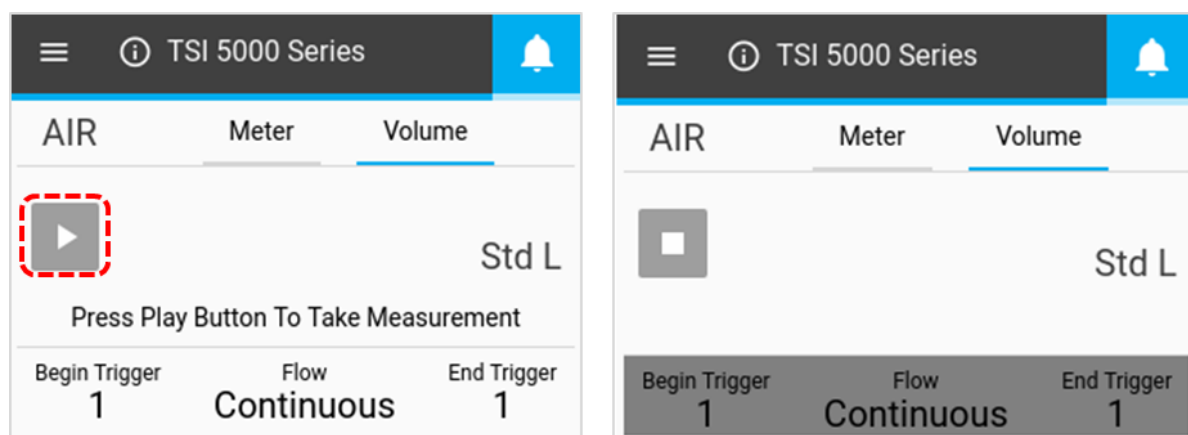 TSI 5000 Series
AIR Meter Volume
Std L
Press Play Button To Take Measurement
Begin Trigger Flow End Trigger
1 Continuous 1
TSI 5000 Series
AIR Meter Volume
Std L
Begin Trigger Flow End Trigger
1 Continuous 1